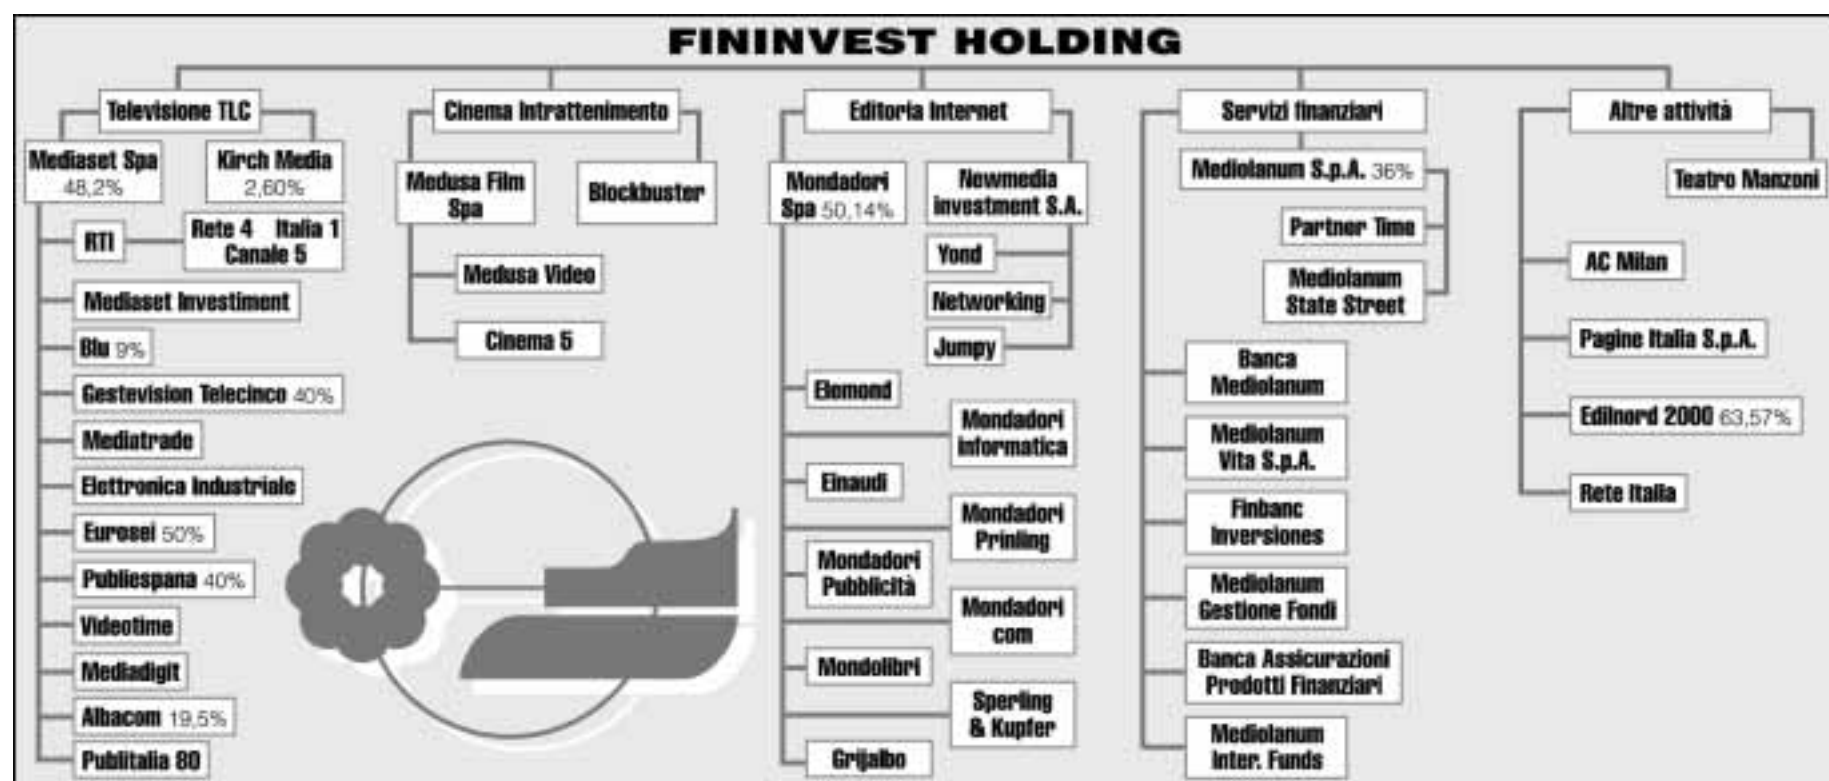 FININVEST HOLDING
Televisione TLC
Mediaset Spa
48,2%
Kirch Media
2,60%
RTI
Rete 4 Italia 1
Canale 5
Mediaset Investiment
Blu 9%
Gestevision Telecinco 40%
Mediatrade
Elettronica Industriale
Eurosei 50%
Publiespana 40%
Videotime
Mediadigit
Albacom 19,5%
Publitalia 80
Cinema Intrattenimento
Medusa Film
Spa
Blockbuster
Medusa Video
Cinema 5
Editoria Internet
Mondadori
Spa 50,14%
Newmedia
investment S.A.
Yond
Networking
Jumpy
Elemond
Mondadori
informatica
Einaudi
Mondadori
Prinling
Mondadori
Pubblicità
Mondadori
com
Mondolibri
Sperling
& Kupfer
Grijalbo
Servizi finanziari
Mediolanum S.p.A. 36%
Partner Time
Mediolanum
State Street
Banca
Mediolanum
Mediolanum
Vita S.p.A.
Finbanc
Inversiones
Mediolanum
Gestione Fondi
Banca Assicurazioni
Prodotti Finanziari
Mediolanum
Inter. Funds
Altre attività
Teatro Manzoni
AC Milan
Pagine Italia S.p.A.
Edilnord 2000 63,57%
Rete Italia